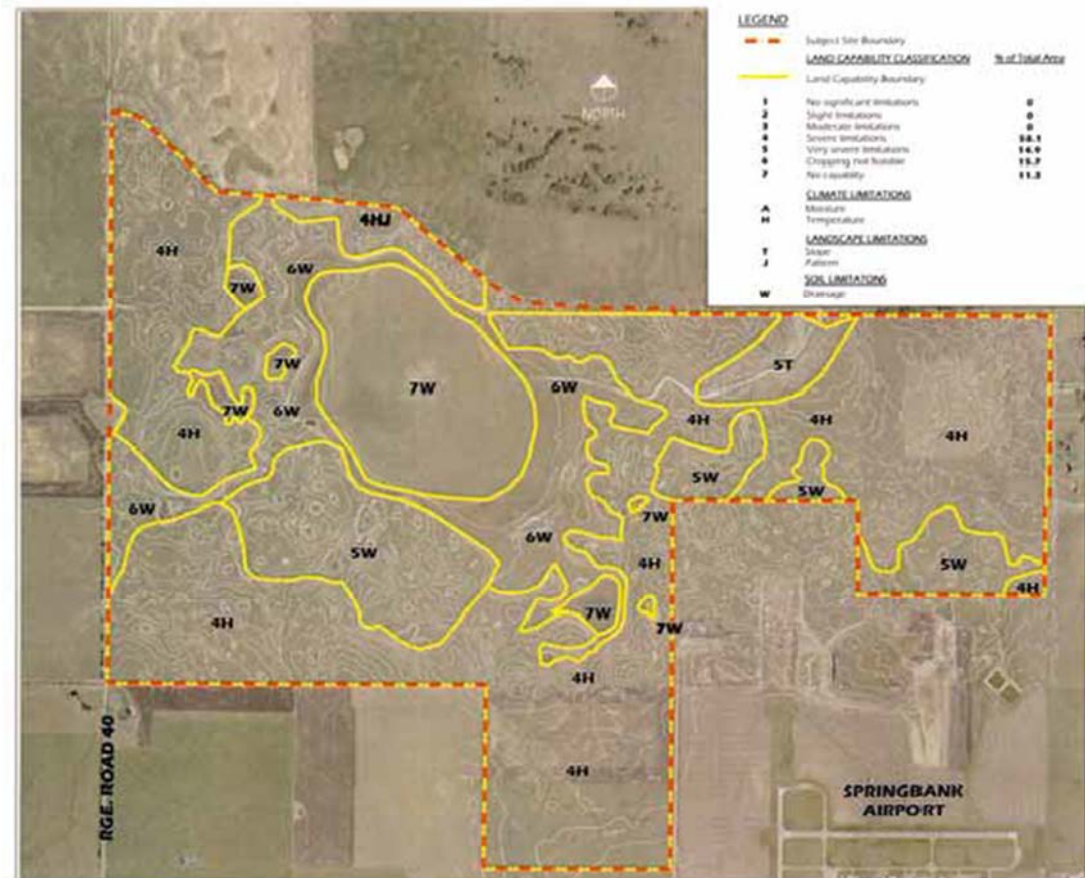 LEGEND
Subject Site Boundary
LAND CAPABILITY CLASSIFICATION % of Total Area
Land Capability Boundary
1 No significant limitations 0
2 Slight limitations 0
3 Moderate limitations 0
4 Severe limitations 58.1
5 Very severe limitations 14.9
6 Cropping not feasible 15.7
7 No capability 11.3
CLIMATE LIMITATIONS
A Moisture
H Temperature
LANDSCAPE LIMITATIONS
T Slope
J Pattern
SOIL LIMITATONS
W Drainage
NORTH
4HJ
4H
6W
7W
7W
5T
7W
6W
7W
6W
4H
4H
4H
4H
5W
5W
6W
7W
6W
5W
4H
5W
4H
7W
4H
7W
4H
4H
RGE. ROAD 40
SPRINGBANK
AIRPORT